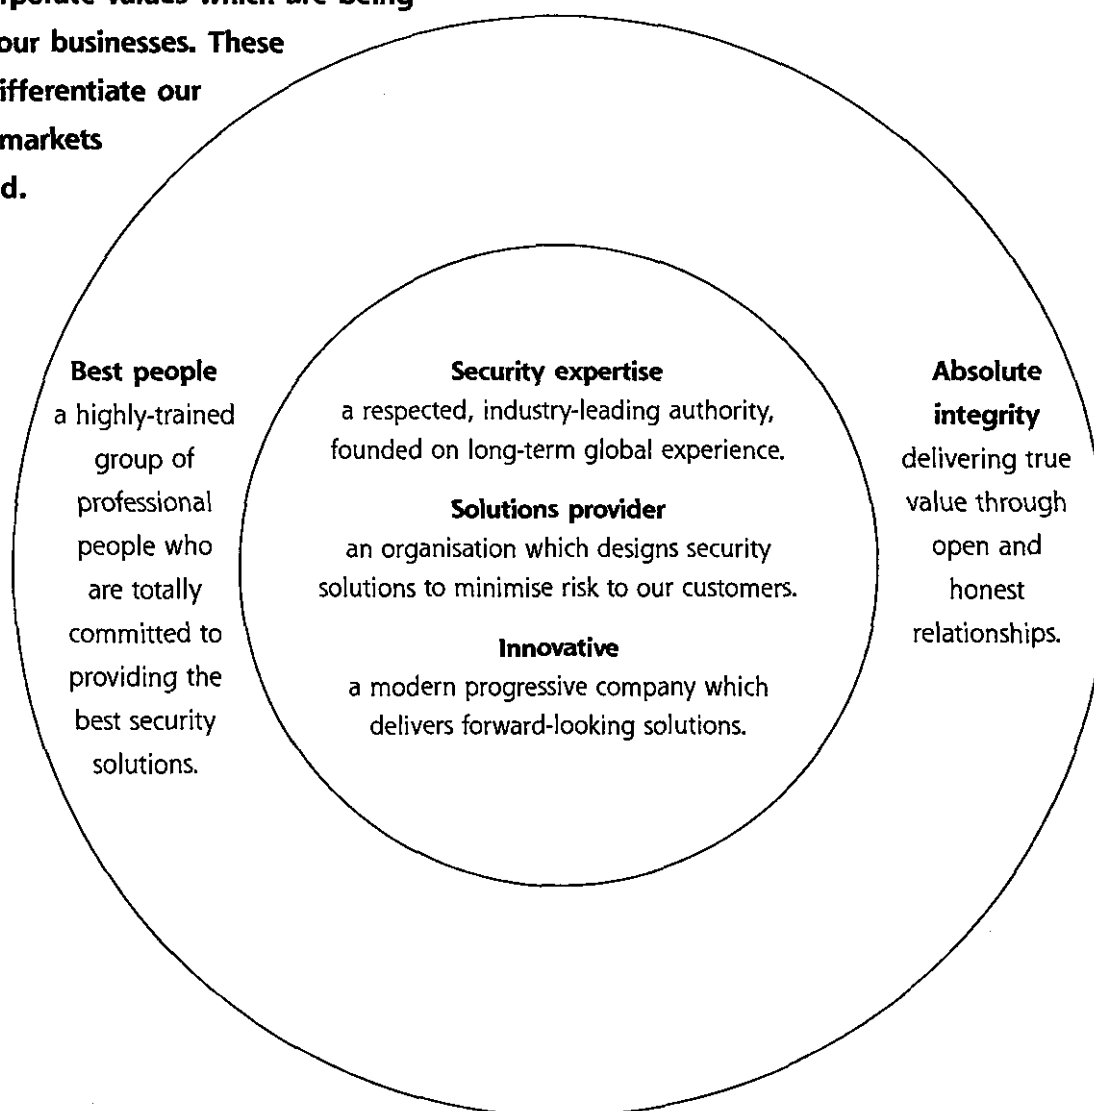 rporate values which are being
our businesses. These
ifferentiate our
markets
d.
Best people
a highly-trained
group of
professional
people who
are totally
committed to
providing the
best security
solutions.
Security expertise
a respected, industry-leading authority,
founded on long-term global experience.
Solutions provider
an organisation which designs security
solutions to minimise risk to our customers.
Innovative
a modern progressive company which
delivers forward-looking solutions.
Absolute
integrity
delivering true
value through
open and
honest
relationships.